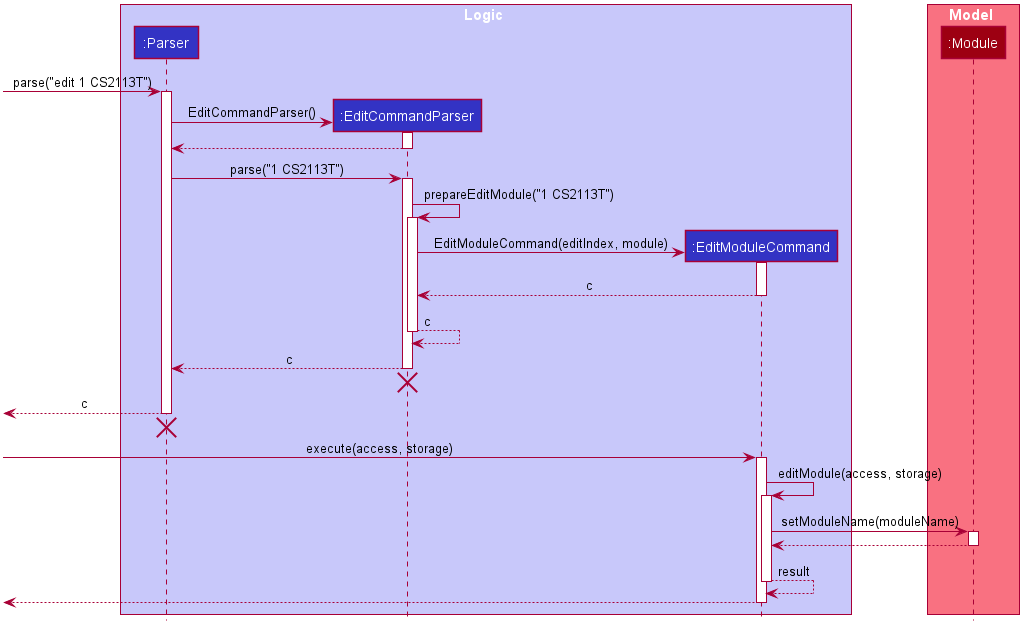 Logic
Model
:Parser
:Module
parse("edit 1 CS2113T")
EditCommandParser()
:EditCommandParser
parse("1 CS2113T")
prepareEditModule("1 CS2113T")
EditModuleCommand(editIndex, module)
:EditModuleCommand
c
c
c
c
execute(access, storage)
editModule(access, storage)
setModuleName(moduleName)
result